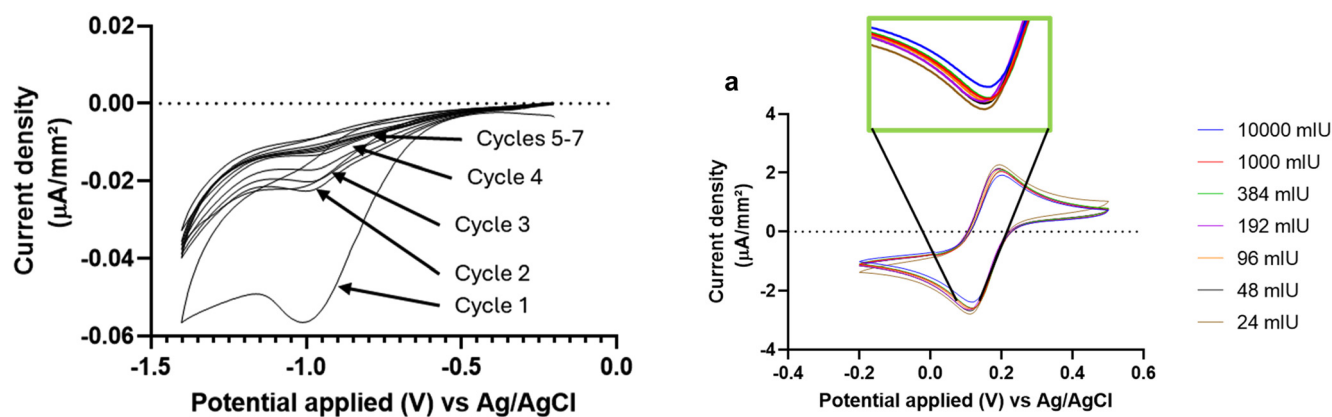 0.02
0.00
-0.02
-0.04
-0.06
Current density
(µA/mm²)
Cycles 5-7
Cycle 4
Cycle 3
Cycle 2
Cycle 1
-1.5
-1.0
-0.5
0.0
Potential applied (V) vs Ag/AgCl
a
4
2
0
-2
-4
Current density
(µA/mm²)
-0.4
-0.2
0.0
0.2
0.4
0.6
Potential applied (V) vs Ag/AgCl
10000 mIU
1000 mIU
384 mIU
192 mIU
96 mIU
48 mIU
24 mIU